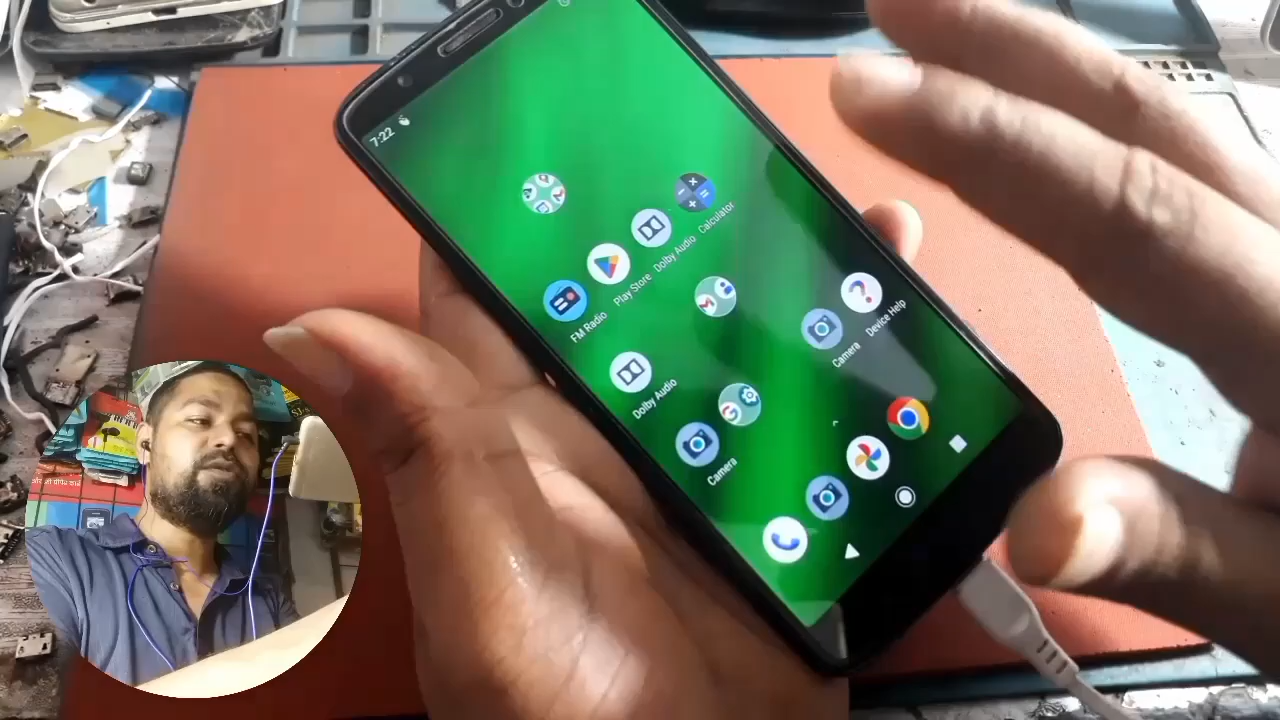 7:22
Calculator
Dolby Audio
Play Store
FM Radio
Device Help
Camera
Dolby Audio
Camera